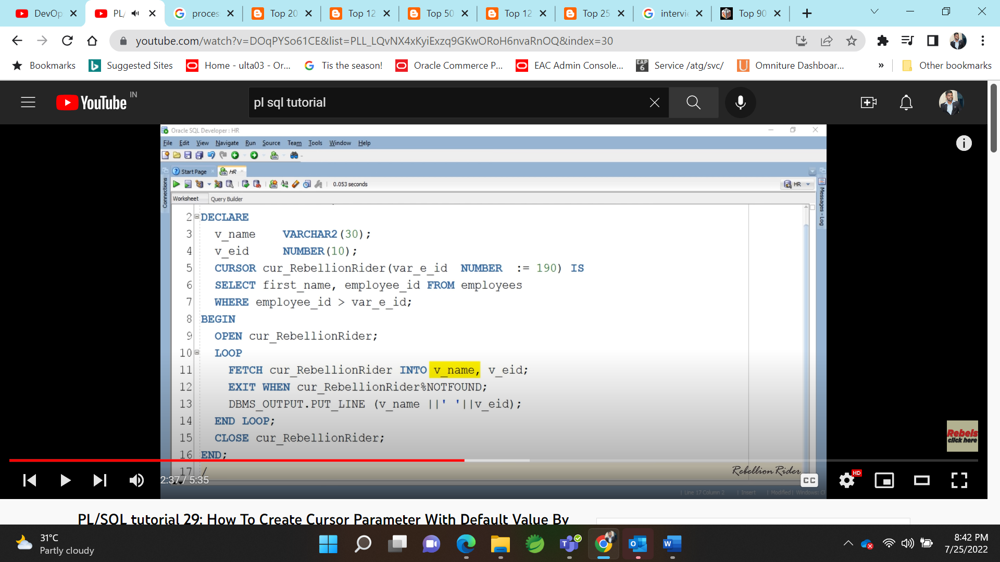 DevOp
PL/
proces
Top 20
Top 12
Top 50
Top 12
Top 25
intervie
Top 90
youtube.com/watch?v=DOqPYSo61CE&list=PLL_LQvNX4xKyiExzq9GKwORoH6nvaRnOQ&index=30
Bookmarks
Suggested Sites
Home - ulta03 - Or...
Tis the season!
Oracle Commerce P...
EAC Admin Console...
EAP 6
Service /atg/svc/
Omniture Dashboar...
»
Other bookmarks
YouTube IN
pl sql tutorial
Oracle SQL Developer : HR
File Edit View Navigate Run Source Team Tools Window Help
Start Page
HR
0.053 seconds
HR
Connections
Messages - Log
Worksheet Query Builder
2 DECLARE
3 v_name VARCHAR2(30);
4 v_eid NUMBER(10);
5 CURSOR cur_RebellionRider(var_e_id NUMBER := 190) IS
6 SELECT first_name, employee_id FROM employees
7 WHERE employee_id > var_e_id;
8 BEGIN
9 OPEN cur_RebellionRider;
10 LOOP
11 FETCH cur_RebellionRider INTO v_name, v_eid;
12 EXIT WHEN cur_RebellionRider%NOTFOUND;
13 DBMS_OUTPUT.PUT_LINE (v_name ||' '||v_eid);
14 END LOOP;
15 CLOSE cur_RebellionRider;
16 END;
17 /
Rebels
click here
Rebellion Rider
2:37 / 5:35
CC
HD
Line 17 Column 2 | Insert | Modified | Windows: C
PL/SQL tutorial 29: How To Create Cursor Parameter With Default Value By
31°C
Partly cloudy
8:42 PM
7/25/2022